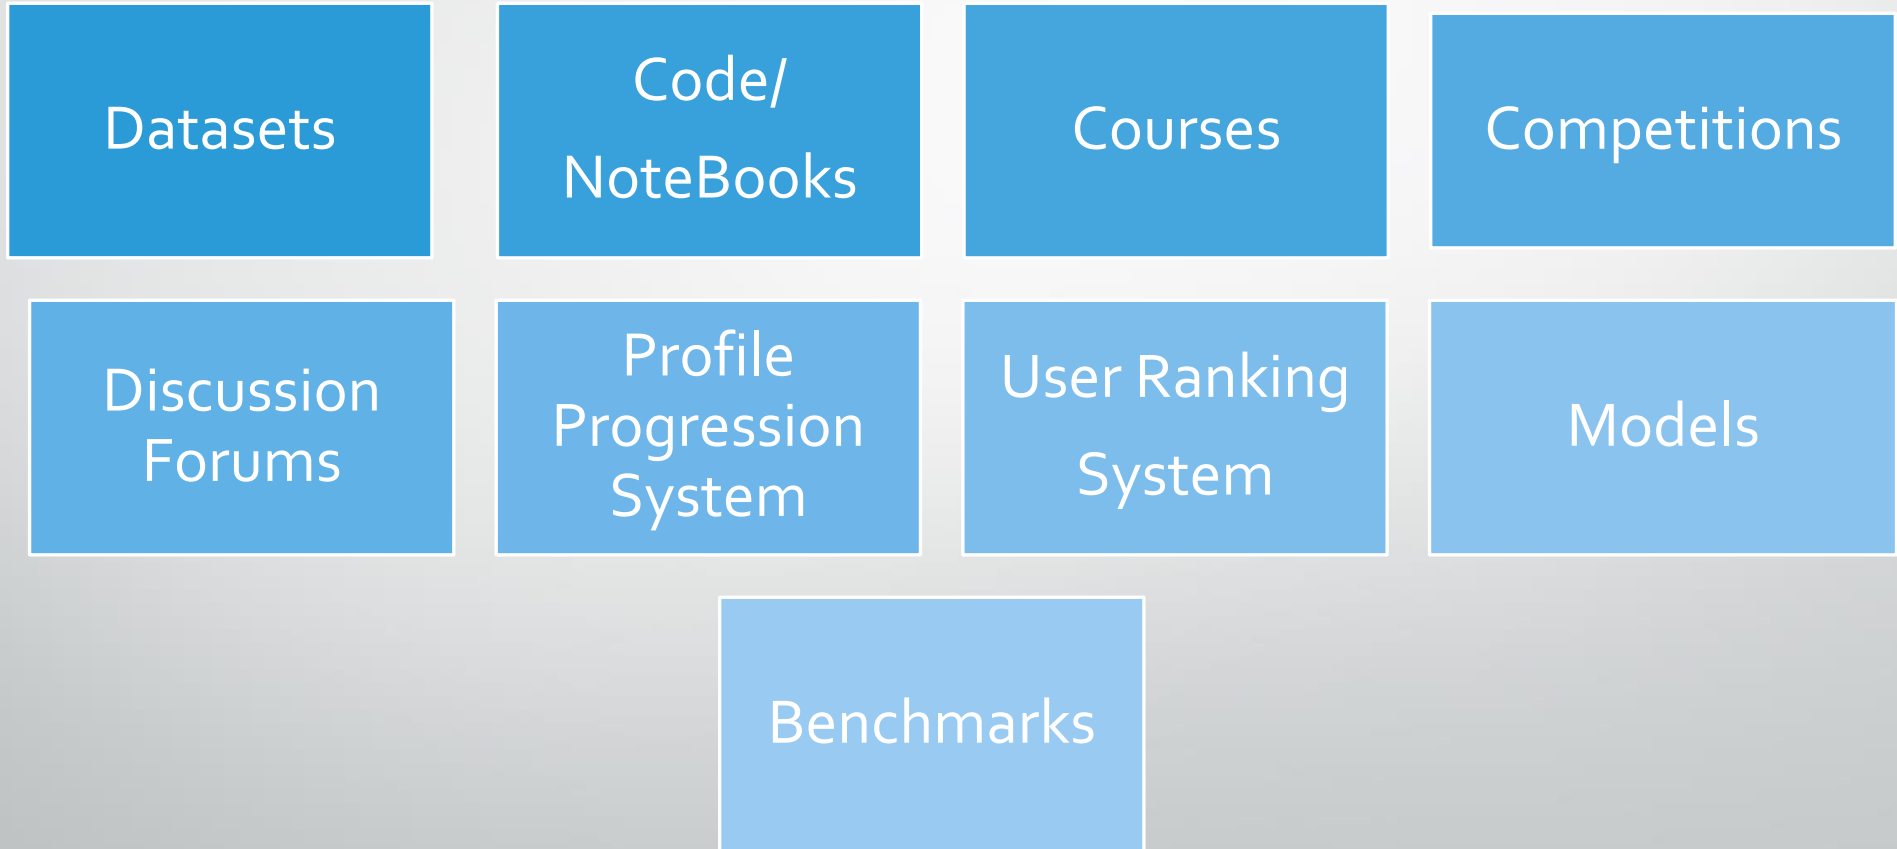 Datasets
Code/
NoteBooks
Courses
Competitions
Discussion
Forums
Profile
Progression
System
User Ranking
System
Models
Benchmarks